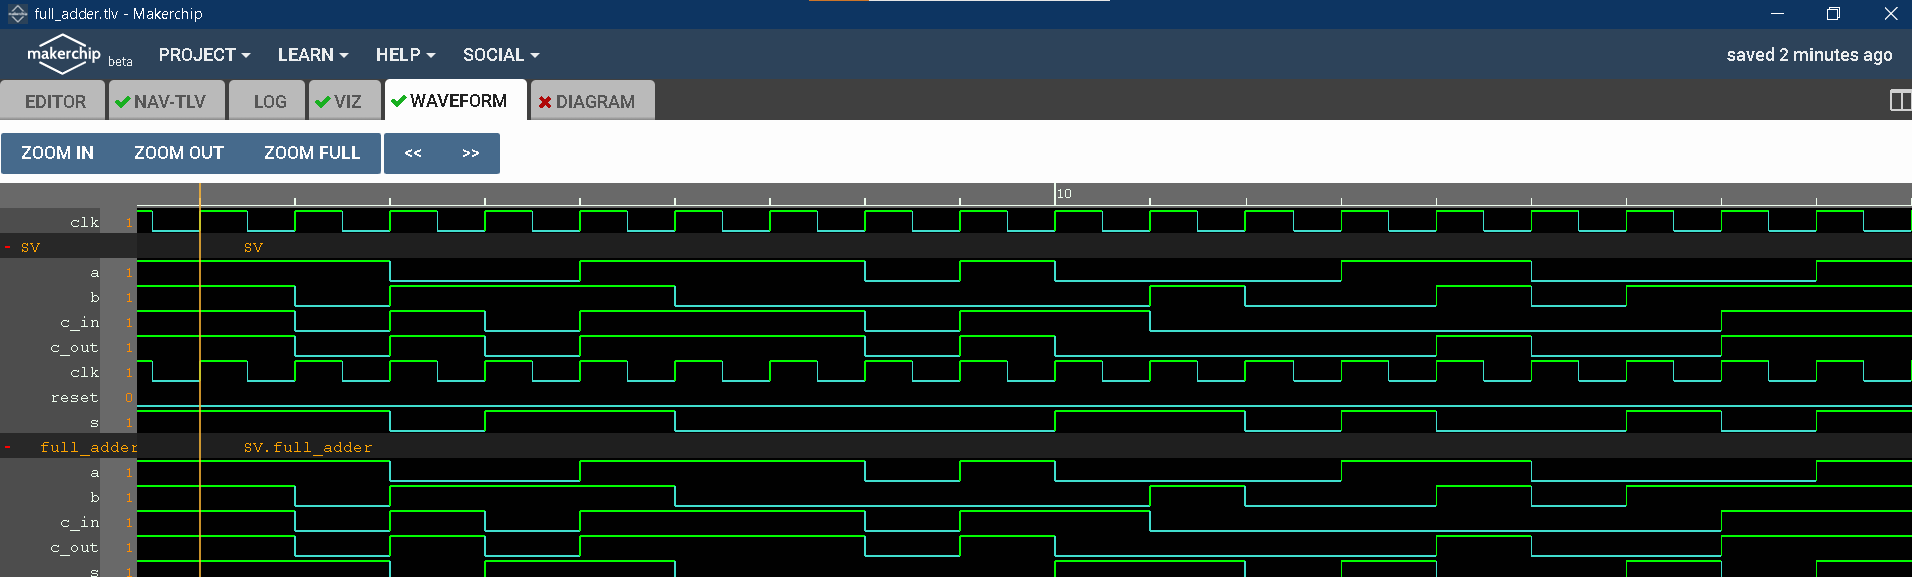 full_adder.tlv - Makerchip
makerchip beta PROJECT LEARN HELP SOCIAL saved 2 minutes ago
EDITOR NAV-TLV LOG VIZ WAVEFORM DIAGRAM
ZOOM IN ZOOM OUT ZOOM FULL << >>
10
clk 1
- SV SV
a 1
b 1
c_in 1
c_out 1
clk 1
reset 0
s 1
- full_adder SV.full_adder
a 1
b 1
c_in 1
c_out 1
s 1